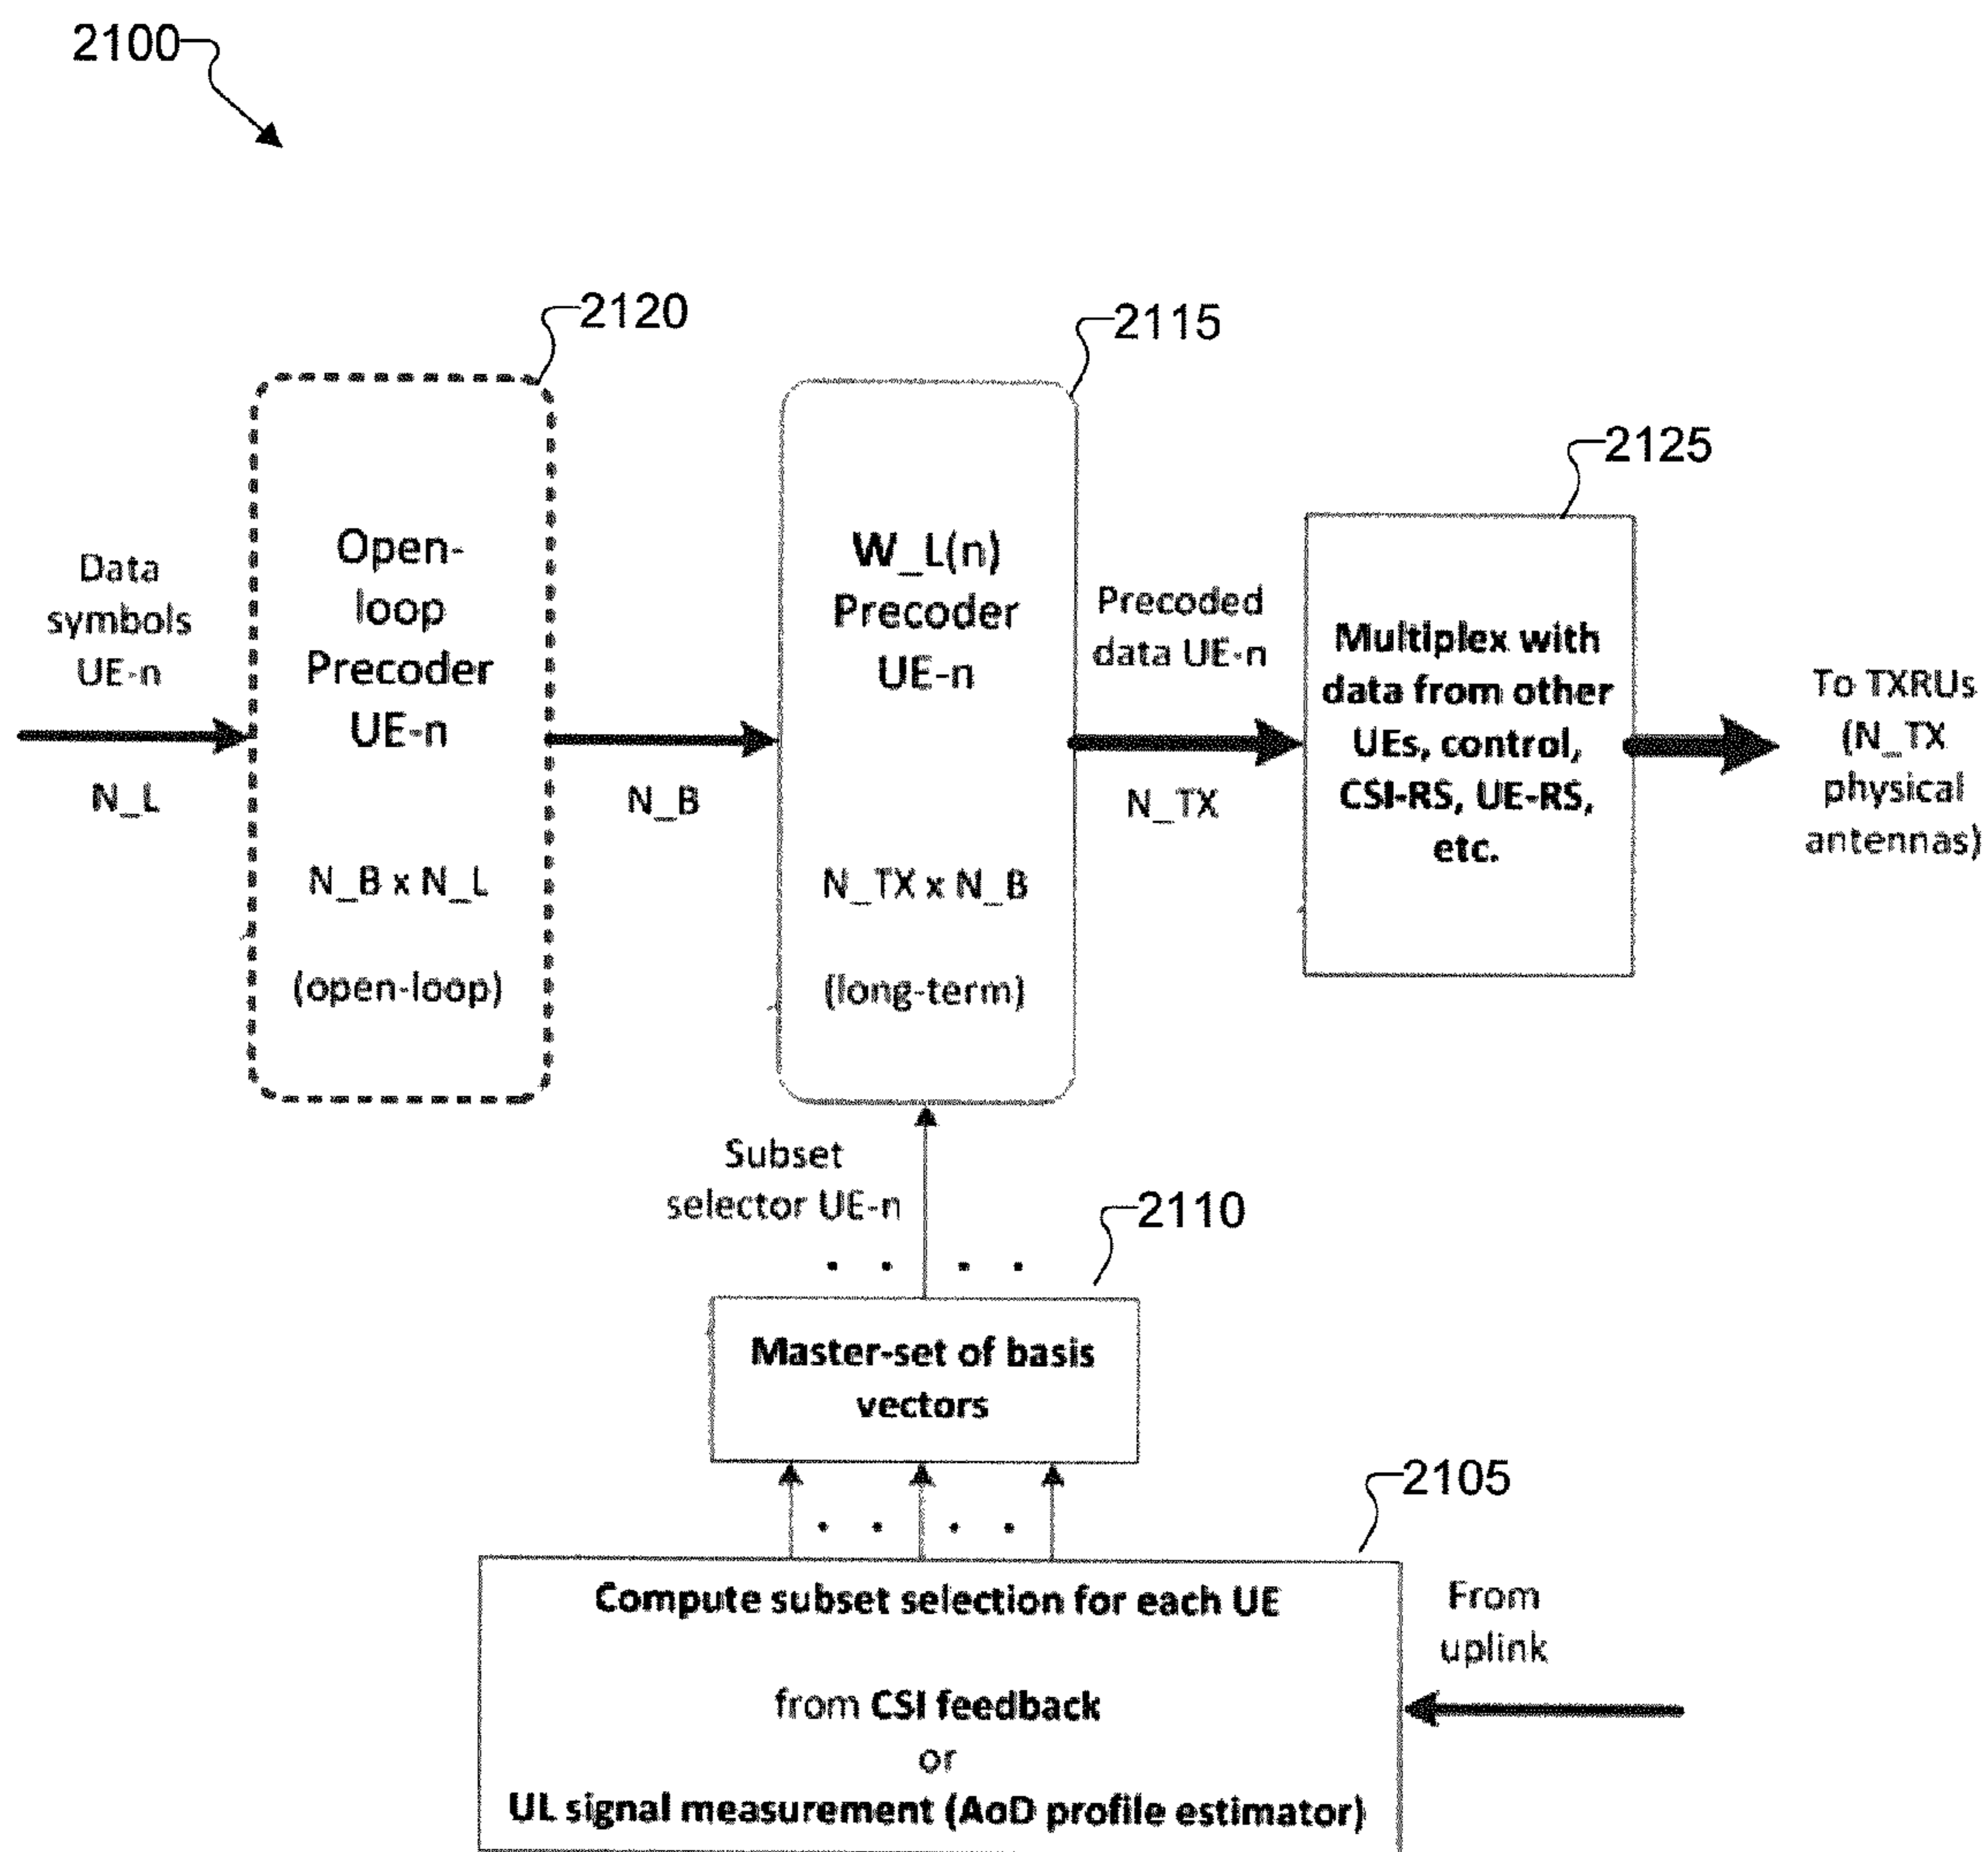 2100
2120
2115
2125
Data
symbols
UE-n
N_L
Open-
loop
Precoder
UE-n
N_B x N_L
(open-loop)
N_B
W_L(n)
Precoder
UE-n
N_TX x N_B
(long-term)
Precoded
data UE-n
N_TX
Multiplex with
data from other
UEs, control,
CSI-RS, UE-RS,
etc.
To TXRUs
(N_TX
physical
antennas)
Subset
selector UE-n
2110
Master-set of basis
vectors
2105
Compute subset selection for each UE
from CSI feedback
or
UL signal measurement (AoD profile estimator)
From
uplink